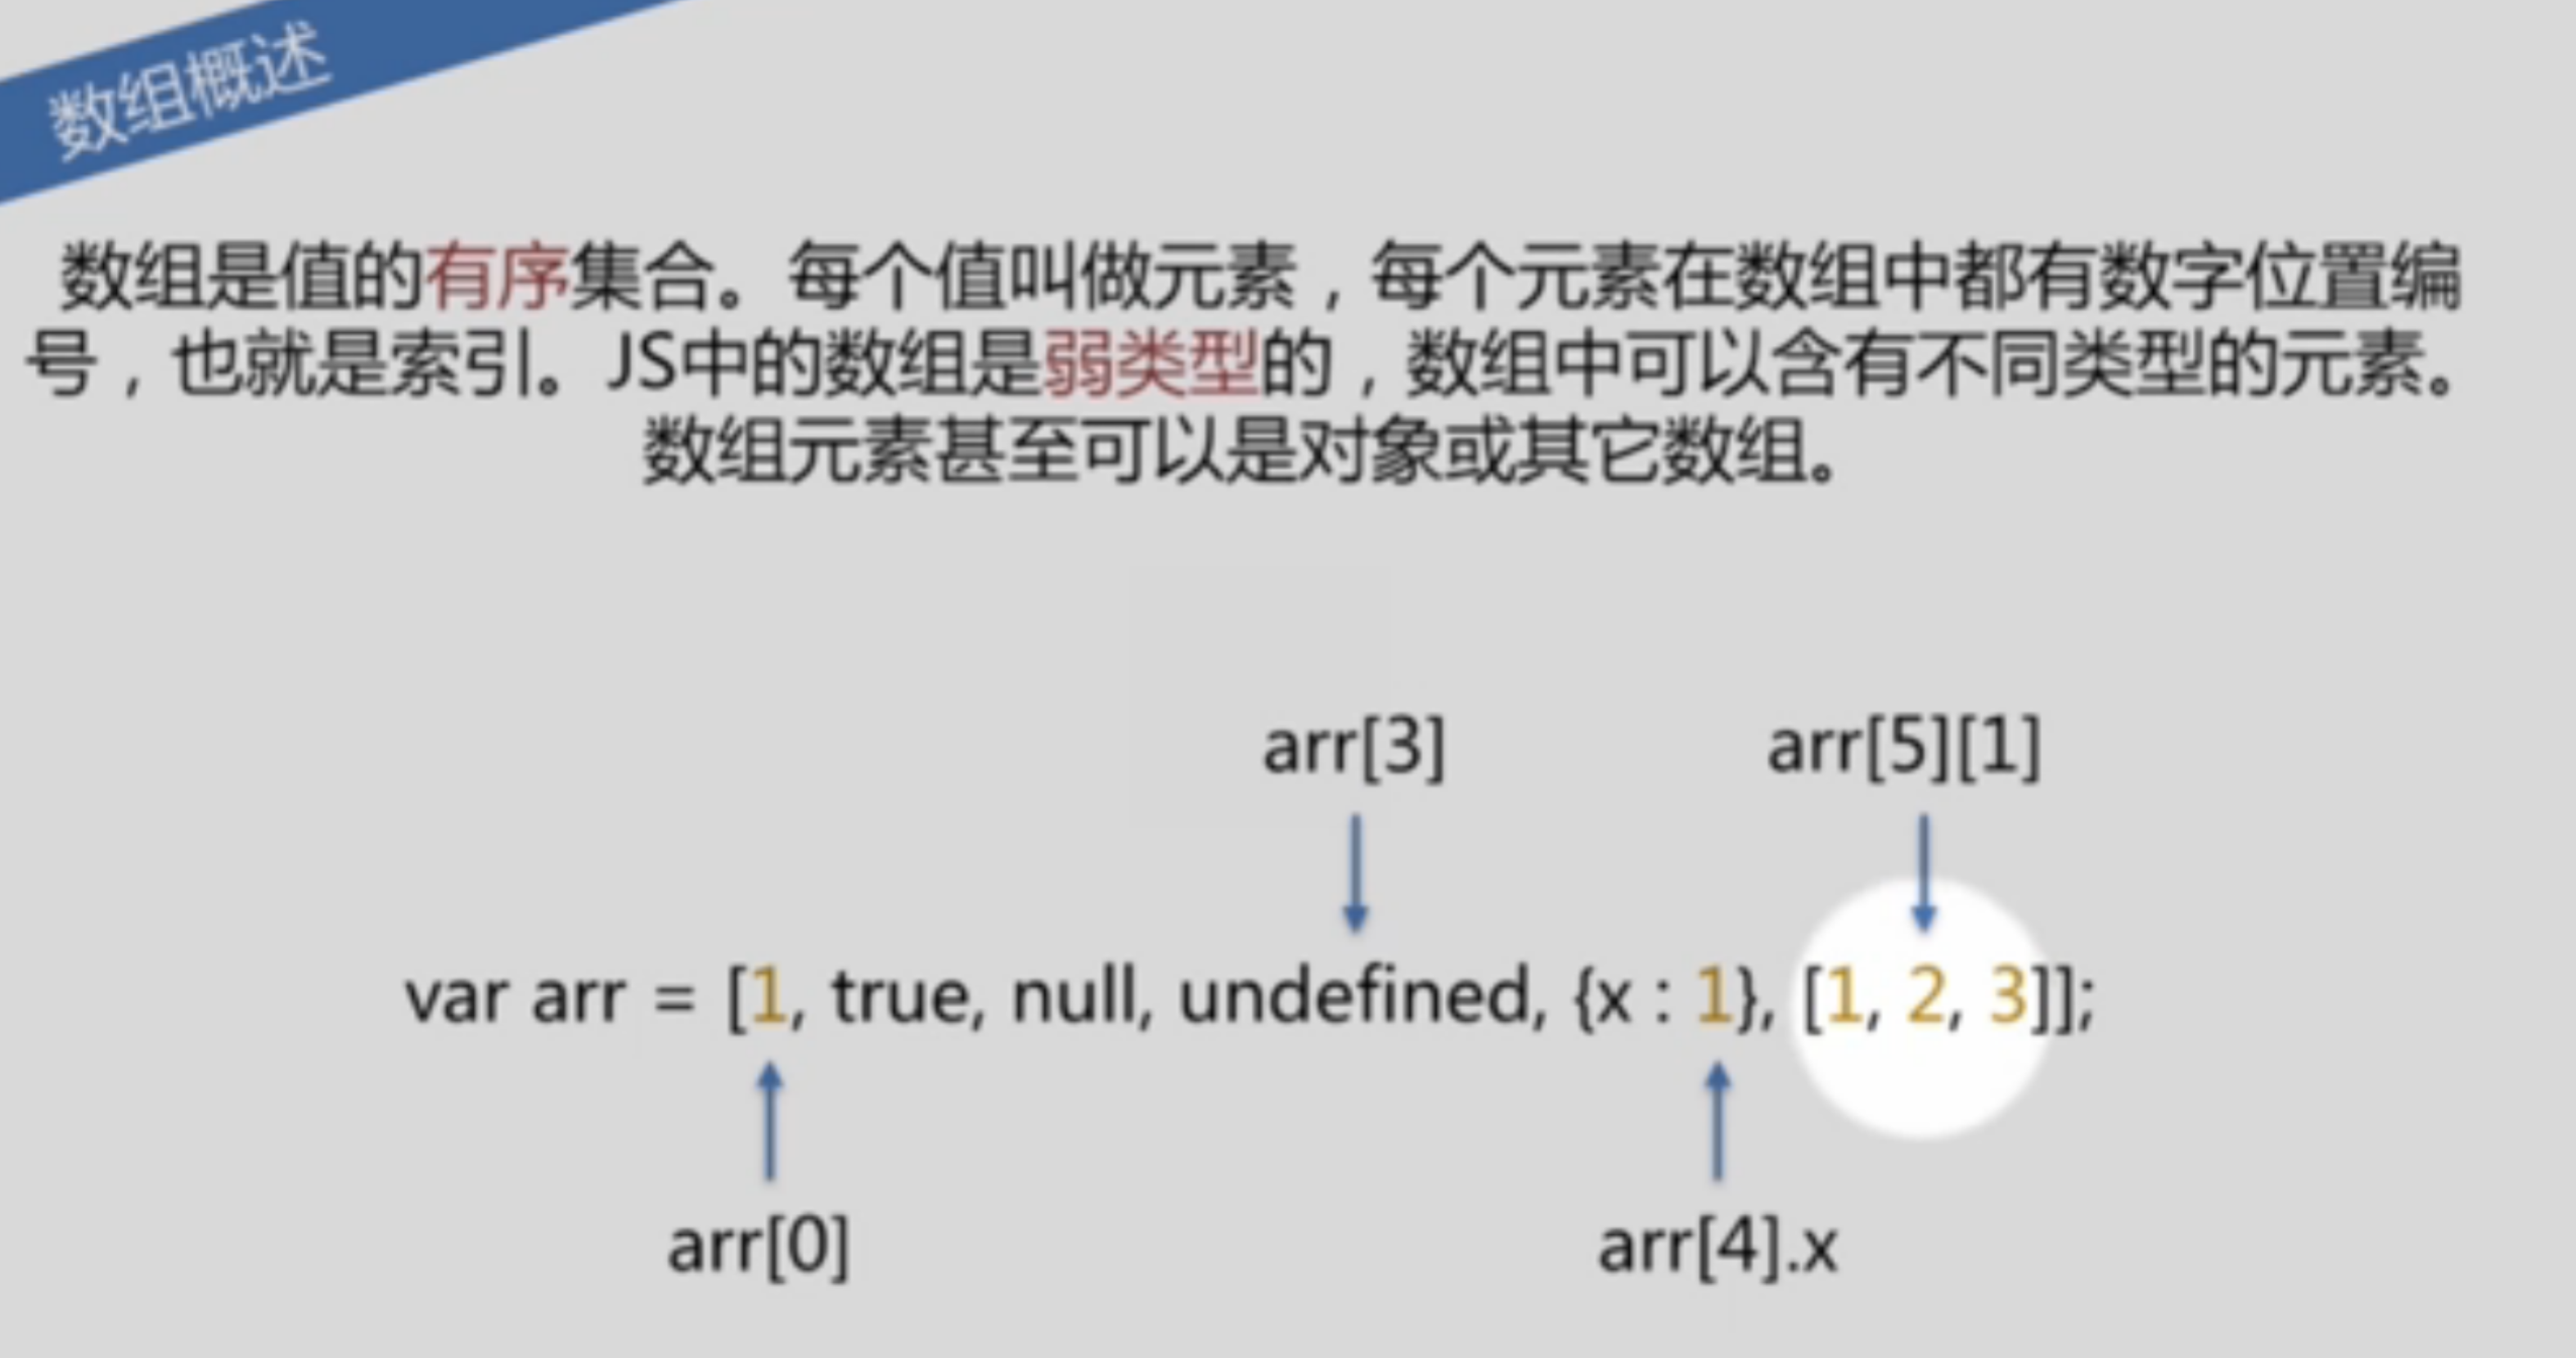 数组概述
数组是值的有序集合。每个值叫做元素，每个元素在数组中都有数字位置编
号，也就是索引。JS中的数组是弱类型的，数组中可以含有不同类型的元素。
数组元素甚至可以是对象或其它数组。
arr[3] arr[5][1]
var arr = [1, true, null, undefined, {x : 1}, [1, 2, 3]];
arr[0] arr[4].x